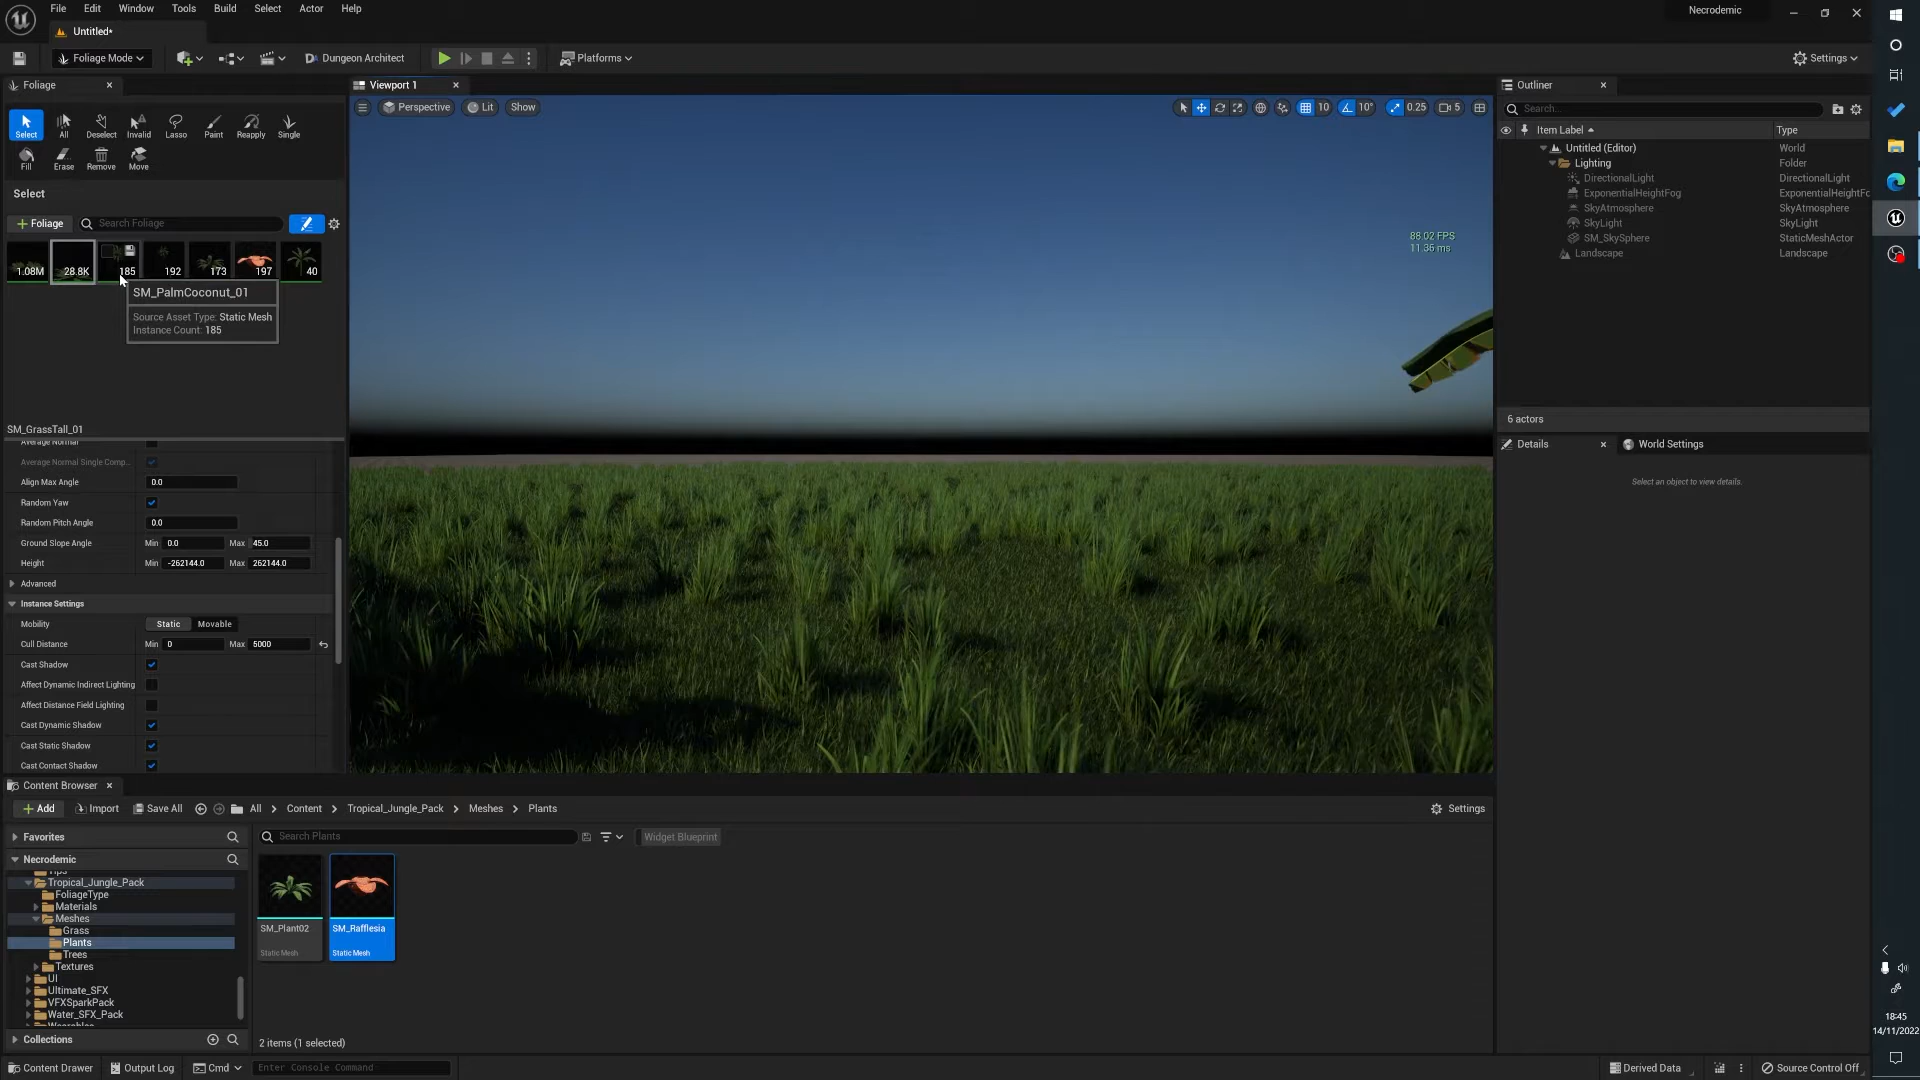 File Edit Window Tools Build Select Actor Help
Necrodemic
Untitled*
Foliage Mode
Dungeon Architect
Platforms
Settings
Foliage
Viewport 1
Outliner
Perspective Lit Show
10 10° 0.25 5
Search...
Select All Deselect Invalid Lasso Paint Reapply Single
Fill Erase Remove Move
Item Label Type
Untitled (Editor) World
Lighting Folder
DirectionalLight DirectionalLight
ExponentialHeightFog ExponentialHeightFo
SkyAtmosphere SkyAtmosphere
SkyLight SkyLight
SM_SkySphere StaticMeshActor
Landscape Landscape
Select
+ Foliage Search Foliage
88.02 FPS
11.36 ms
1.08M 28.8K 185 192 173 197 40
SM_PalmCoconut_01
Source Asset Type: Static Mesh
Instance Count: 185
6 actors
SM_GrassTall_01
Details World Settings
Select an object to view details.
Average Normal
Average Normal Single Comp...
Align Max Angle 0.0
Random Yaw
Random Pitch Angle 0.0
Ground Slope Angle Min 0.0 Max 45.0
Height Min -262144.0 Max 262144.0
Advanced
Instance Settings
Mobility Static Movable
Cull Distance Min 0 Max 5000
Cast Shadow
Affect Dynamic Indirect Lighting
Affect Distance Field Lighting
Cast Dynamic Shadow
Cast Static Shadow
Cast Contact Shadow
Content Browser
+ Add Import Save All All > Content > Tropical_Jungle_Pack > Meshes > Plants Settings
Favorites
Search Plants
Widget Blueprint
Necrodemic
Tropical_Jungle_Pack
FoliageType
Materials
Meshes
Grass
Plants
Trees
Textures
UI
Ultimate_SFX
VFXSparkPack
Water_SFX_Pack
Collections
SM_Plant02
Static Mesh
SM_Rafflesia
Static Mesh
2 items (1 selected)
Content Drawer Output Log Cmd Enter Console Command
Derived Data Source Control Off
18:45
14/11/2022